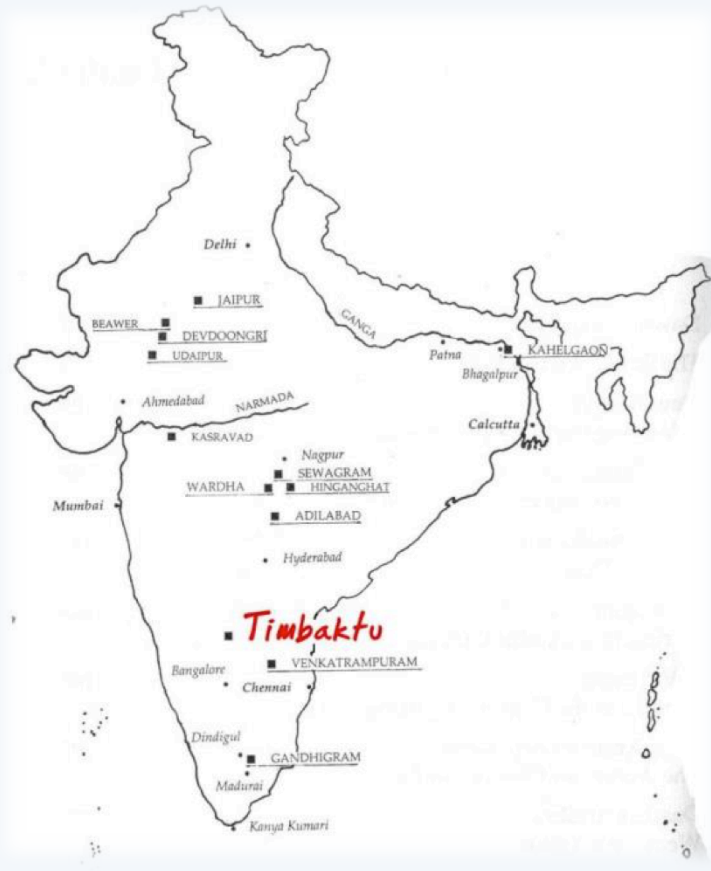 Delhi
JAIPUR
BEAWER
DEVDOONGRI
UDAIPUR
GANGA
Patna
KAHELGAON
Bhagalpur
Ahmedabad
NARMADA
Calcutta
KASRAVAD
Nagpur
SEWAGRAM
WARDHA
HINGANGHAT
Mumbai
ADILABAD
Hyderabad
Timbaktu
VENKATRAMPURAM
Bangalore
Chennai
Dindigul
GANDHIGRAM
Madurai
Kanya Kumari